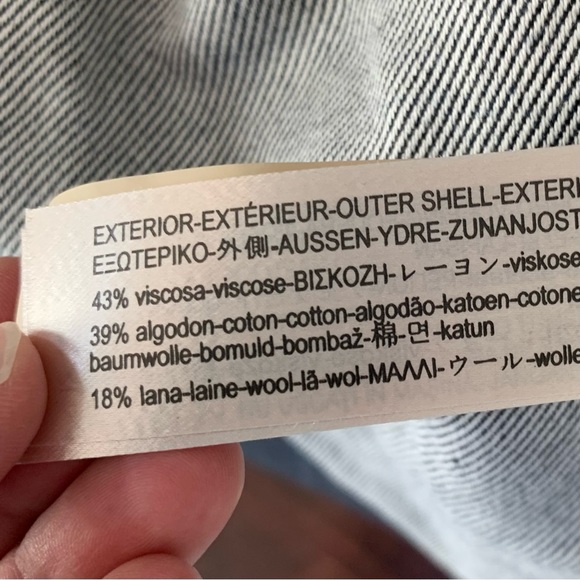 EXTERIOR-EXTÉRIEUR-OUTER SHELL-EXTERI
ΕΞΩΤΕΡΙΚΟ-外側-AUSSEN-YDRE-ZUNANJOST
43% viscosa-viscose-ΒΙΣΚΟΖΗ-レーヨン-viskose
39% algodon-coton-cotton-algodão-katoen-cotone
baumwolle-bomuld-bombaž-棉-면-katun
18% lana-laine-wool-lã-wol-ΜΑΛΛΙ-ウール-wolle